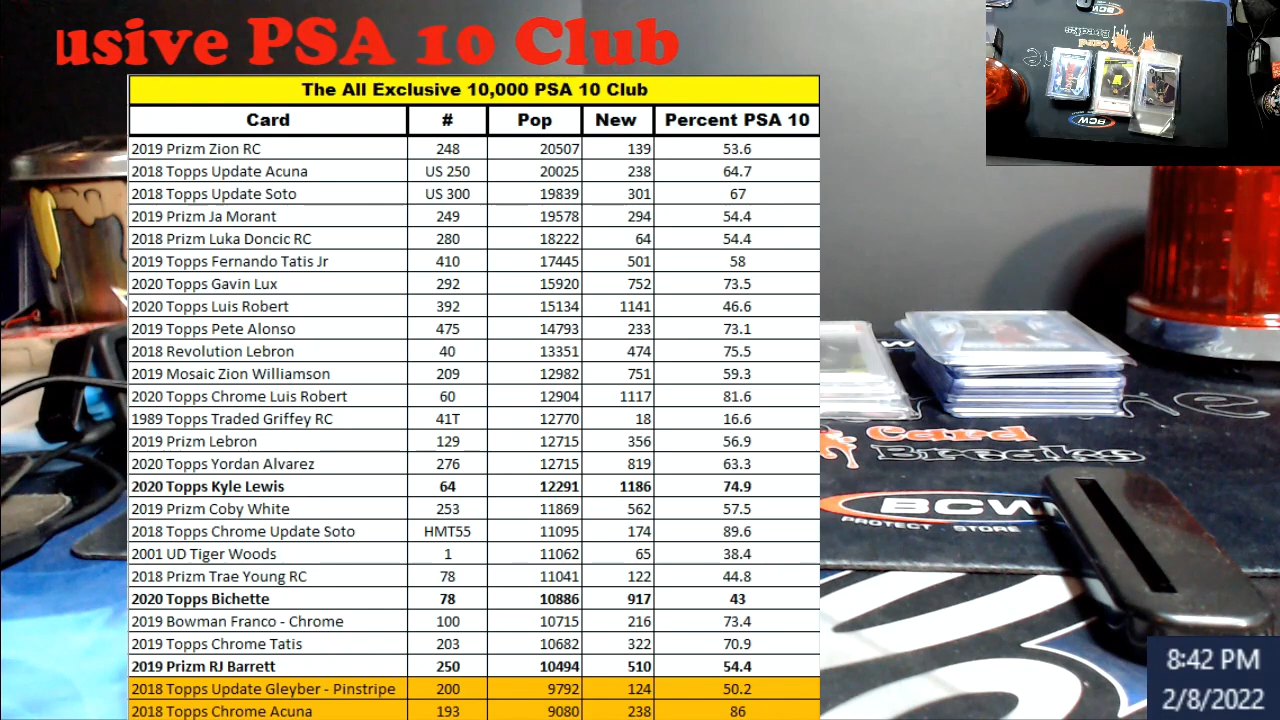 usive PSA 10 Club
The All Exclusive 10,000 PSA 10 Club
Card # Pop New Percent PSA 10
2019 Prizm Zion RC 248 20507 139 53.6
2018 Topps Update Acuna US 250 20025 238 64.7
2018 Topps Update Soto US 300 19839 301 67
2019 Prizm Ja Morant 249 19578 294 54.4
2018 Prizm Luka Doncic RC 280 18222 64 54.4
2019 Topps Fernando Tatis Jr 410 17445 501 58
2020 Topps Gavin Lux 292 15920 752 73.5
2020 Topps Luis Robert 392 15134 1141 46.6
2019 Topps Pete Alonso 475 14793 233 73.1
2018 Revolution Lebron 40 13351 474 75.5
2019 Mosaic Zion Williamson 209 12982 751 59.3
2020 Topps Chrome Luis Robert 60 12904 1117 81.6
1989 Topps Traded Griffey RC 41T 12770 18 16.6
2019 Prizm Lebron 129 12715 356 56.9
2020 Topps Yordan Alvarez 276 12715 819 63.3
2020 Topps Kyle Lewis 64 12291 1186 74.9
2019 Prizm Coby White 253 11869 562 57.5
2018 Topps Chrome Update Soto HMT55 11095 174 89.6
2001 UD Tiger Woods 1 11062 65 38.4
2018 Prizm Trae Young RC 78 11041 122 44.8
2020 Topps Bichette 78 10886 917 43
2019 Bowman Franco - Chrome 100 10715 216 73.4
2019 Topps Chrome Tatis 203 10682 322 70.9
2019 Prizm RJ Barrett 250 10494 510 54.4
2018 Topps Update Gleyber - Pinstripe 200 9792 124 50.2
2018 Topps Chrome Acuna 193 9080 238 86
BCW
Card
Breaks
BCW
PROTECT · STORE ·
8:42 PM
2/8/2022